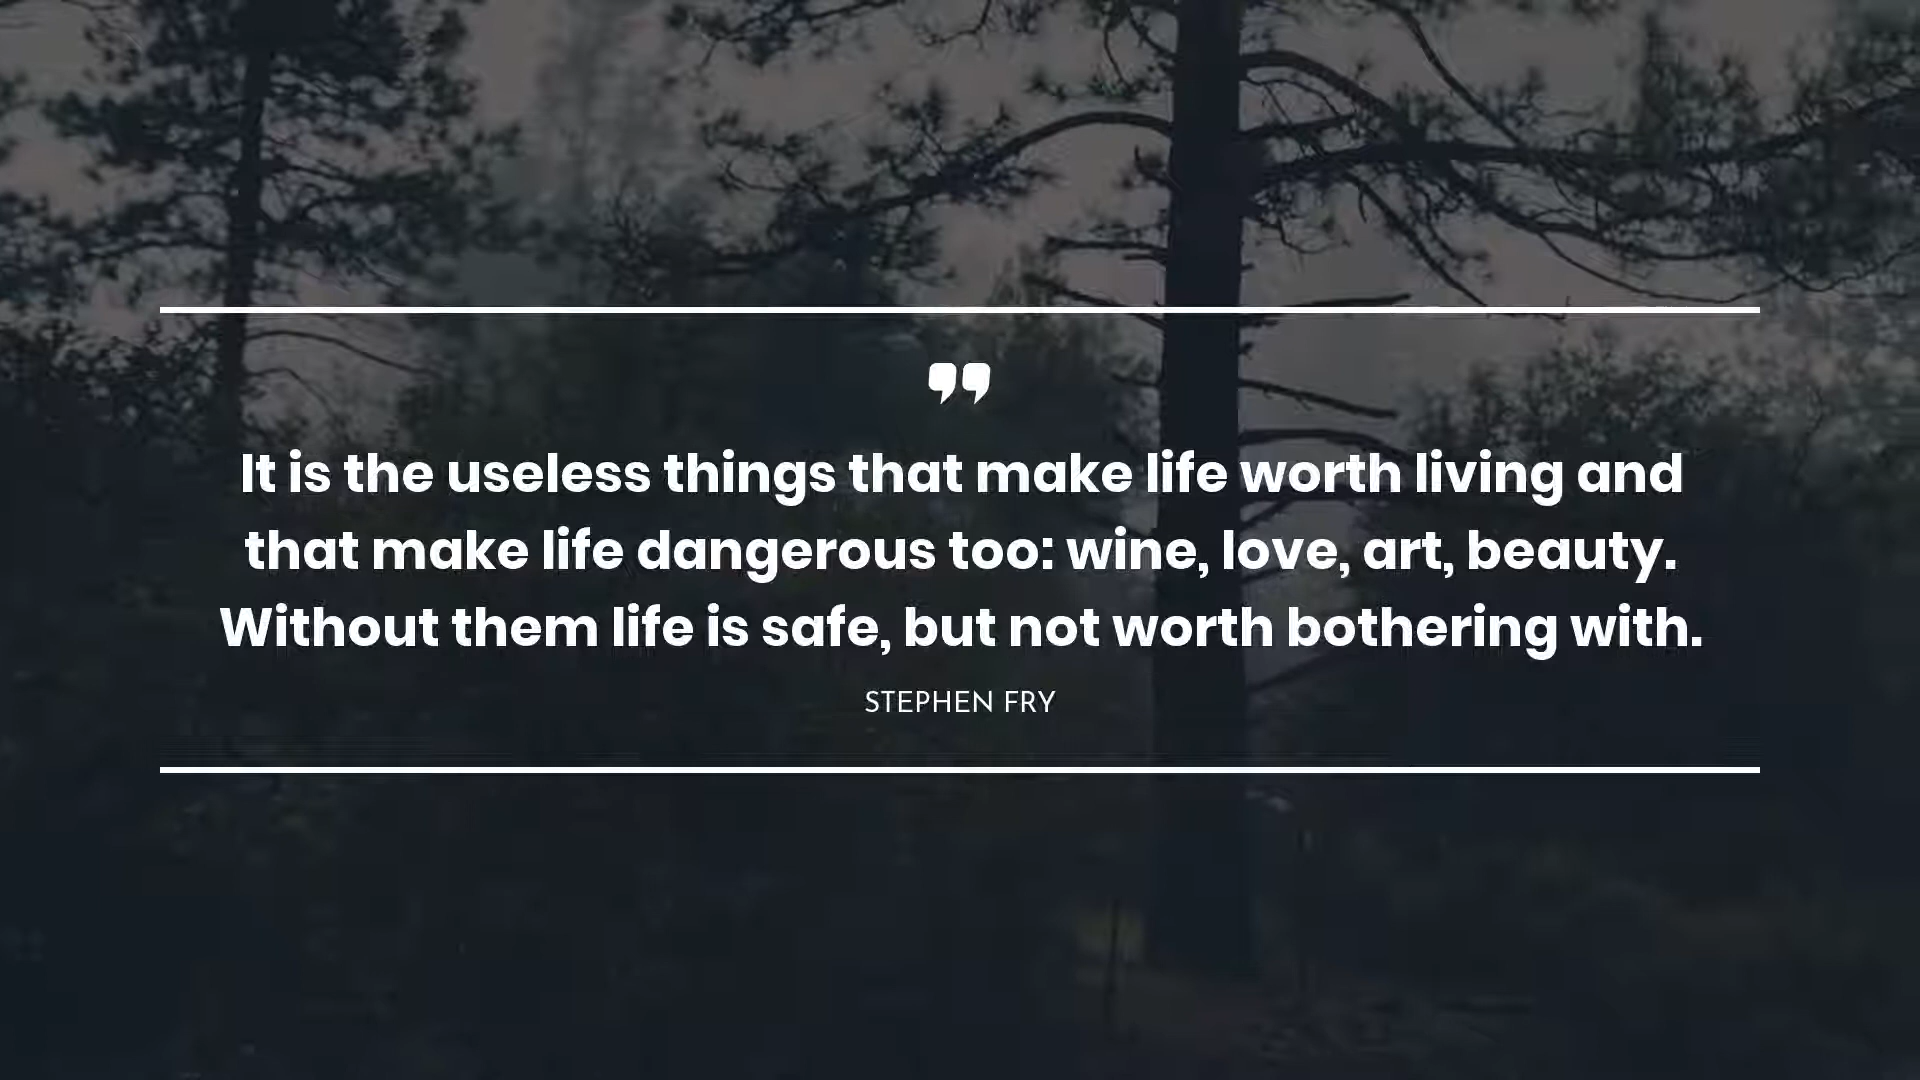 ”
It is the useless things that make life worth living and
that make life dangerous too: wine, love, art, beauty.
Without them life is safe, but not worth bothering with.
STEPHEN FRY